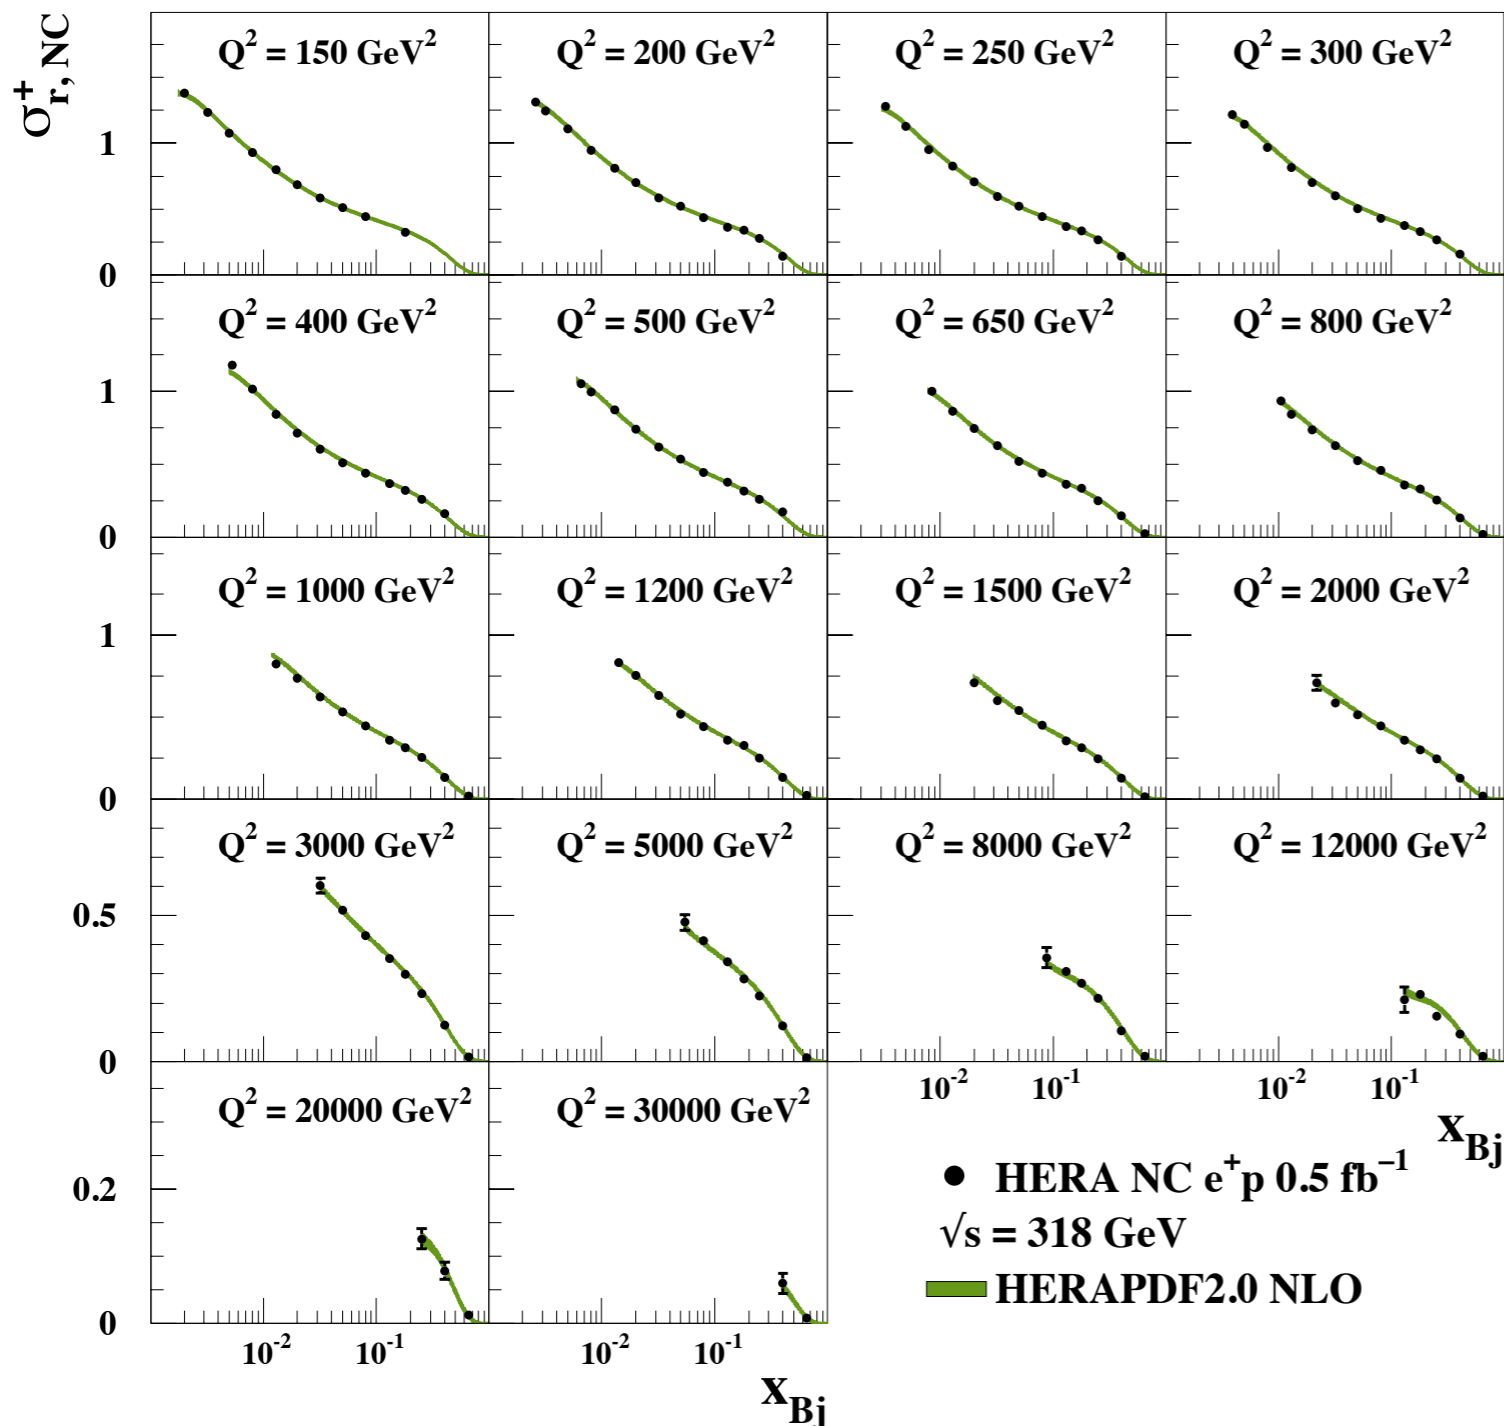 σ⁺r, NC
Q² = 150 GeV²
Q² = 200 GeV²
Q² = 250 GeV²
Q² = 300 GeV²
1
0
Q² = 400 GeV²
Q² = 500 GeV²
Q² = 650 GeV²
Q² = 800 GeV²
1
0
Q² = 1000 GeV²
Q² = 1200 GeV²
Q² = 1500 GeV²
Q² = 2000 GeV²
1
0
Q² = 3000 GeV²
Q² = 5000 GeV²
Q² = 8000 GeV²
Q² = 12000 GeV²
0.5
0
10⁻² 10⁻¹ 10⁻² 10⁻¹
xBj
Q² = 20000 GeV²
Q² = 30000 GeV²
0.2
0
10⁻² 10⁻¹ 10⁻² 10⁻¹
xBj
HERA NC e⁺p 0.5 fb⁻¹
√s = 318 GeV
HERAPDF2.0 NLO